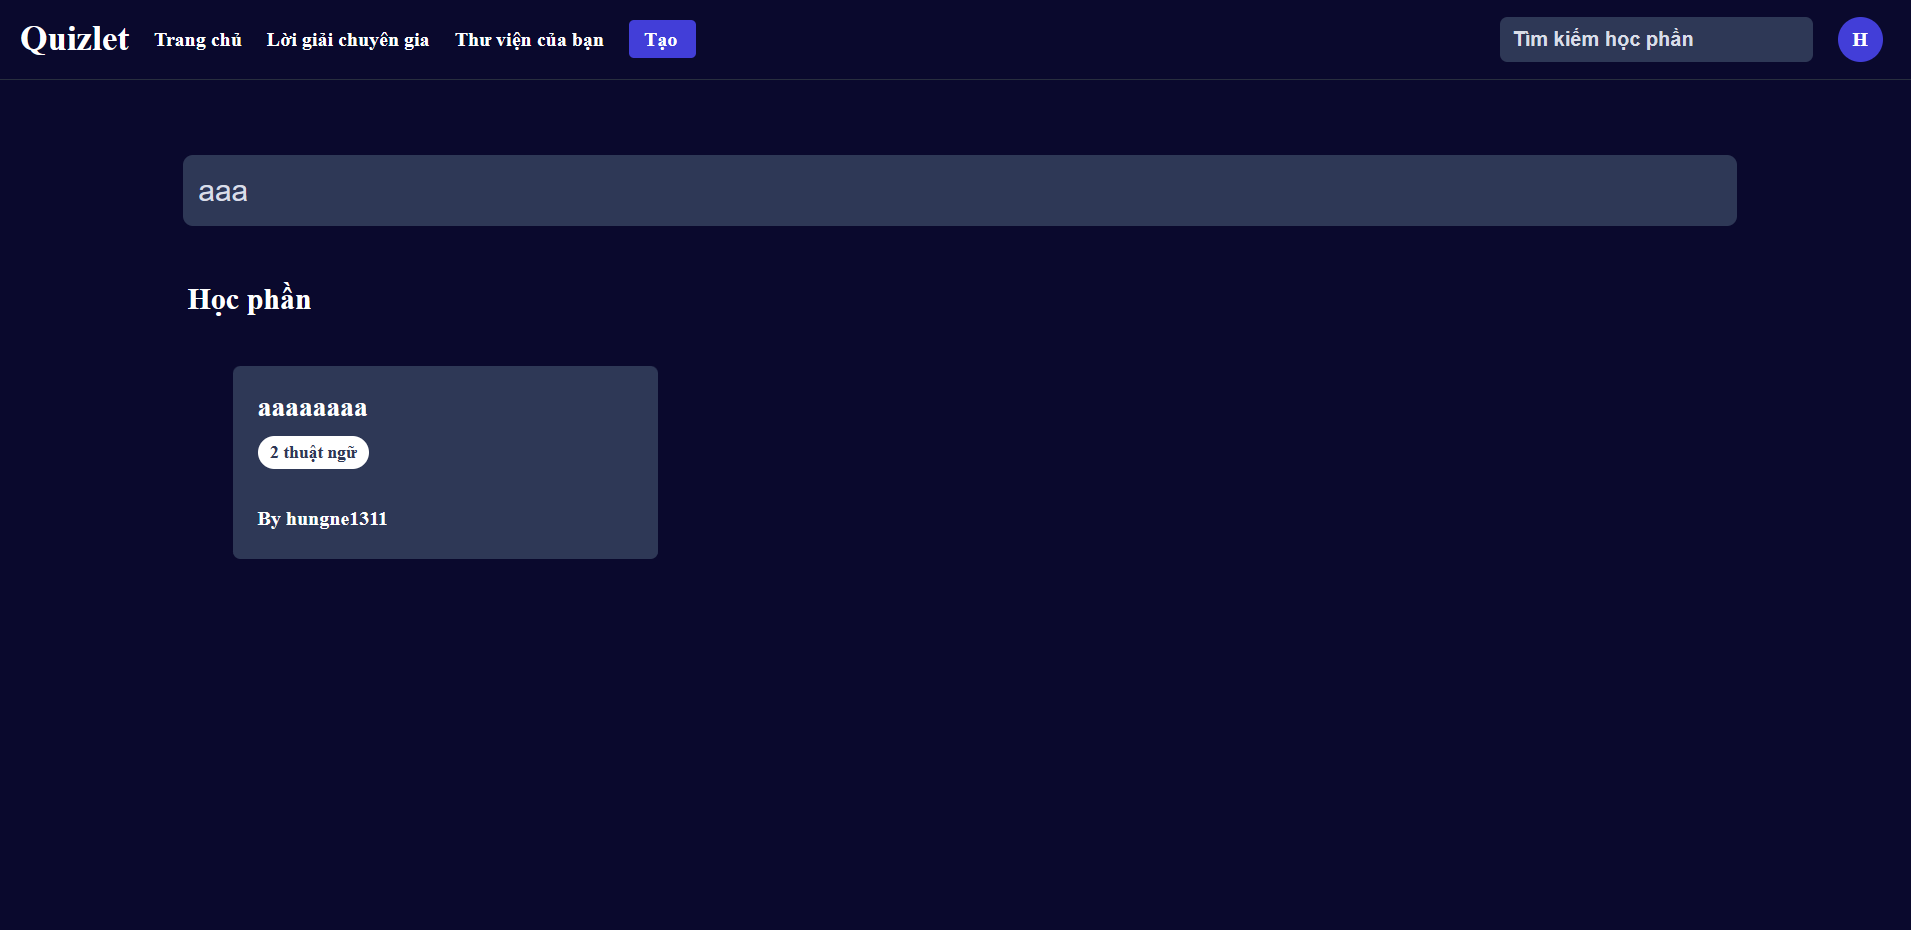 Quizlet Trang chủ Lời giải chuyên gia Thư viện của bạn Tạo Tìm kiếm học phần H
aaa
Học phần
aaaaaaaa
2 thuật ngữ
By hungne1311